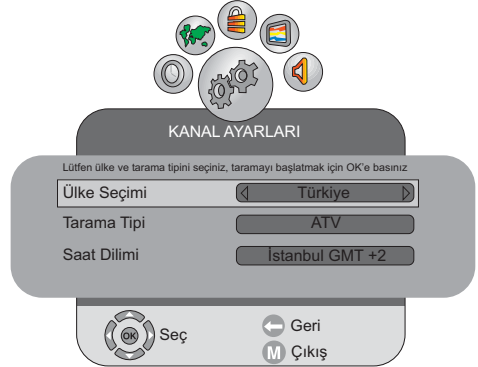 KANAL AYARLARI
Lütfen ülke ve tarama tipini seçiniz, taramayı başlatmak için OK'e basınız
Ülke Seçimi Türkiye
Tarama Tipi ATV
Saat Dilimi İstanbul GMT +2
OK Seç
Geri
M Çıkış